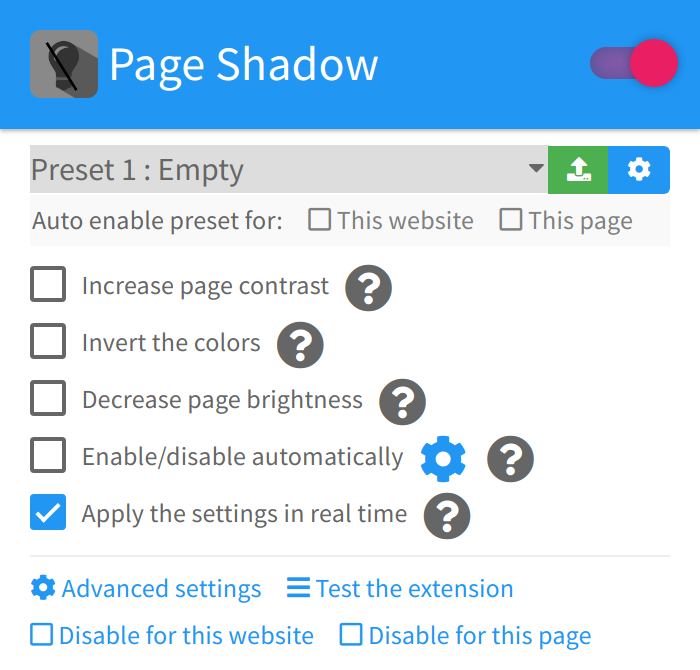 Page Shadow
Preset 1 : Empty
Auto enable preset for: This website This page
Increase page contrast ?
Invert the colors ?
Decrease page brightness ?
Enable/disable automatically ?
Apply the settings in real time ?
Advanced settings Test the extension
Disable for this website Disable for this page